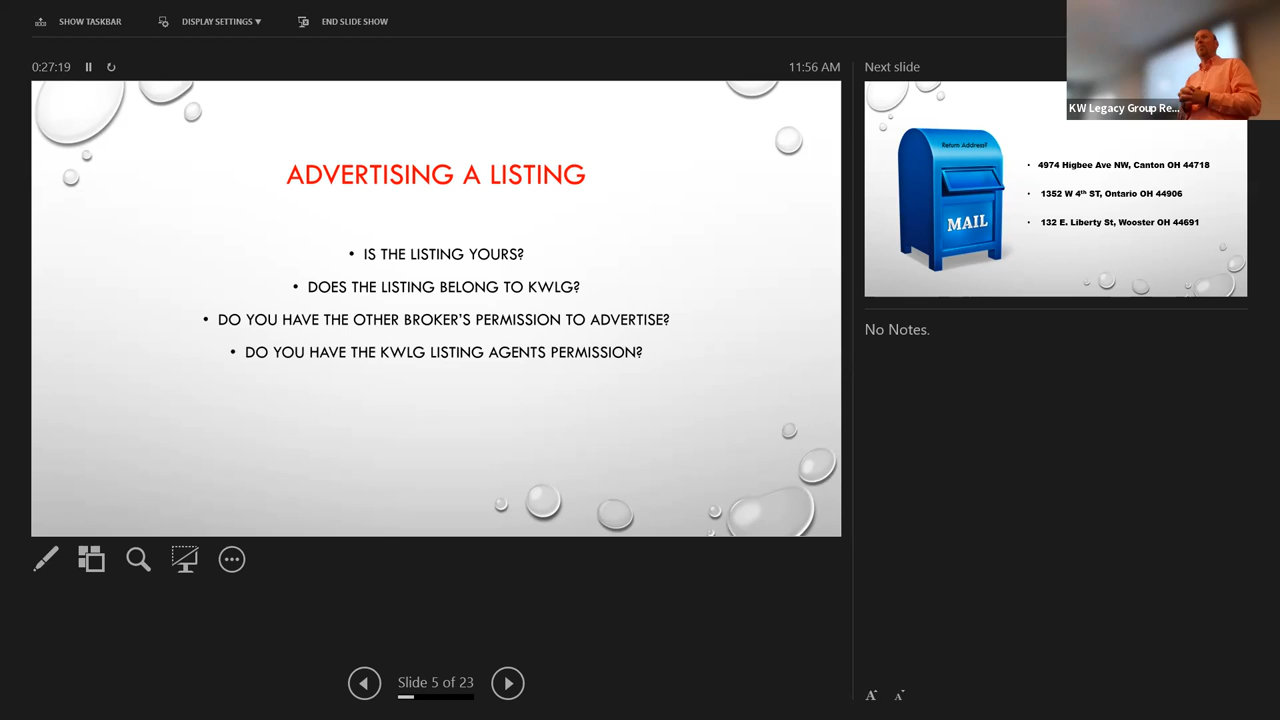 SHOW TASKBAR
DISPLAY SETTINGS ▼
END SLIDE SHOW
0:27:19
11:56 AM
ADVERTISING A LISTING
• IS THE LISTING YOURS?
• DOES THE LISTING BELONG TO KWLG?
• DO YOU HAVE THE OTHER BROKER'S PERMISSION TO ADVERTISE?
• DO YOU HAVE THE KWLG LISTING AGENTS PERMISSION?
Slide 5 of 23
Next slide
KW Legacy Group Re...
Return Address?
MAIL
• 4974 Higbee Ave NW, Canton OH 44718
• 1352 W 4th ST, Ontario OH 44906
• 132 E. Liberty St, Wooster OH 44691
No Notes.
A A